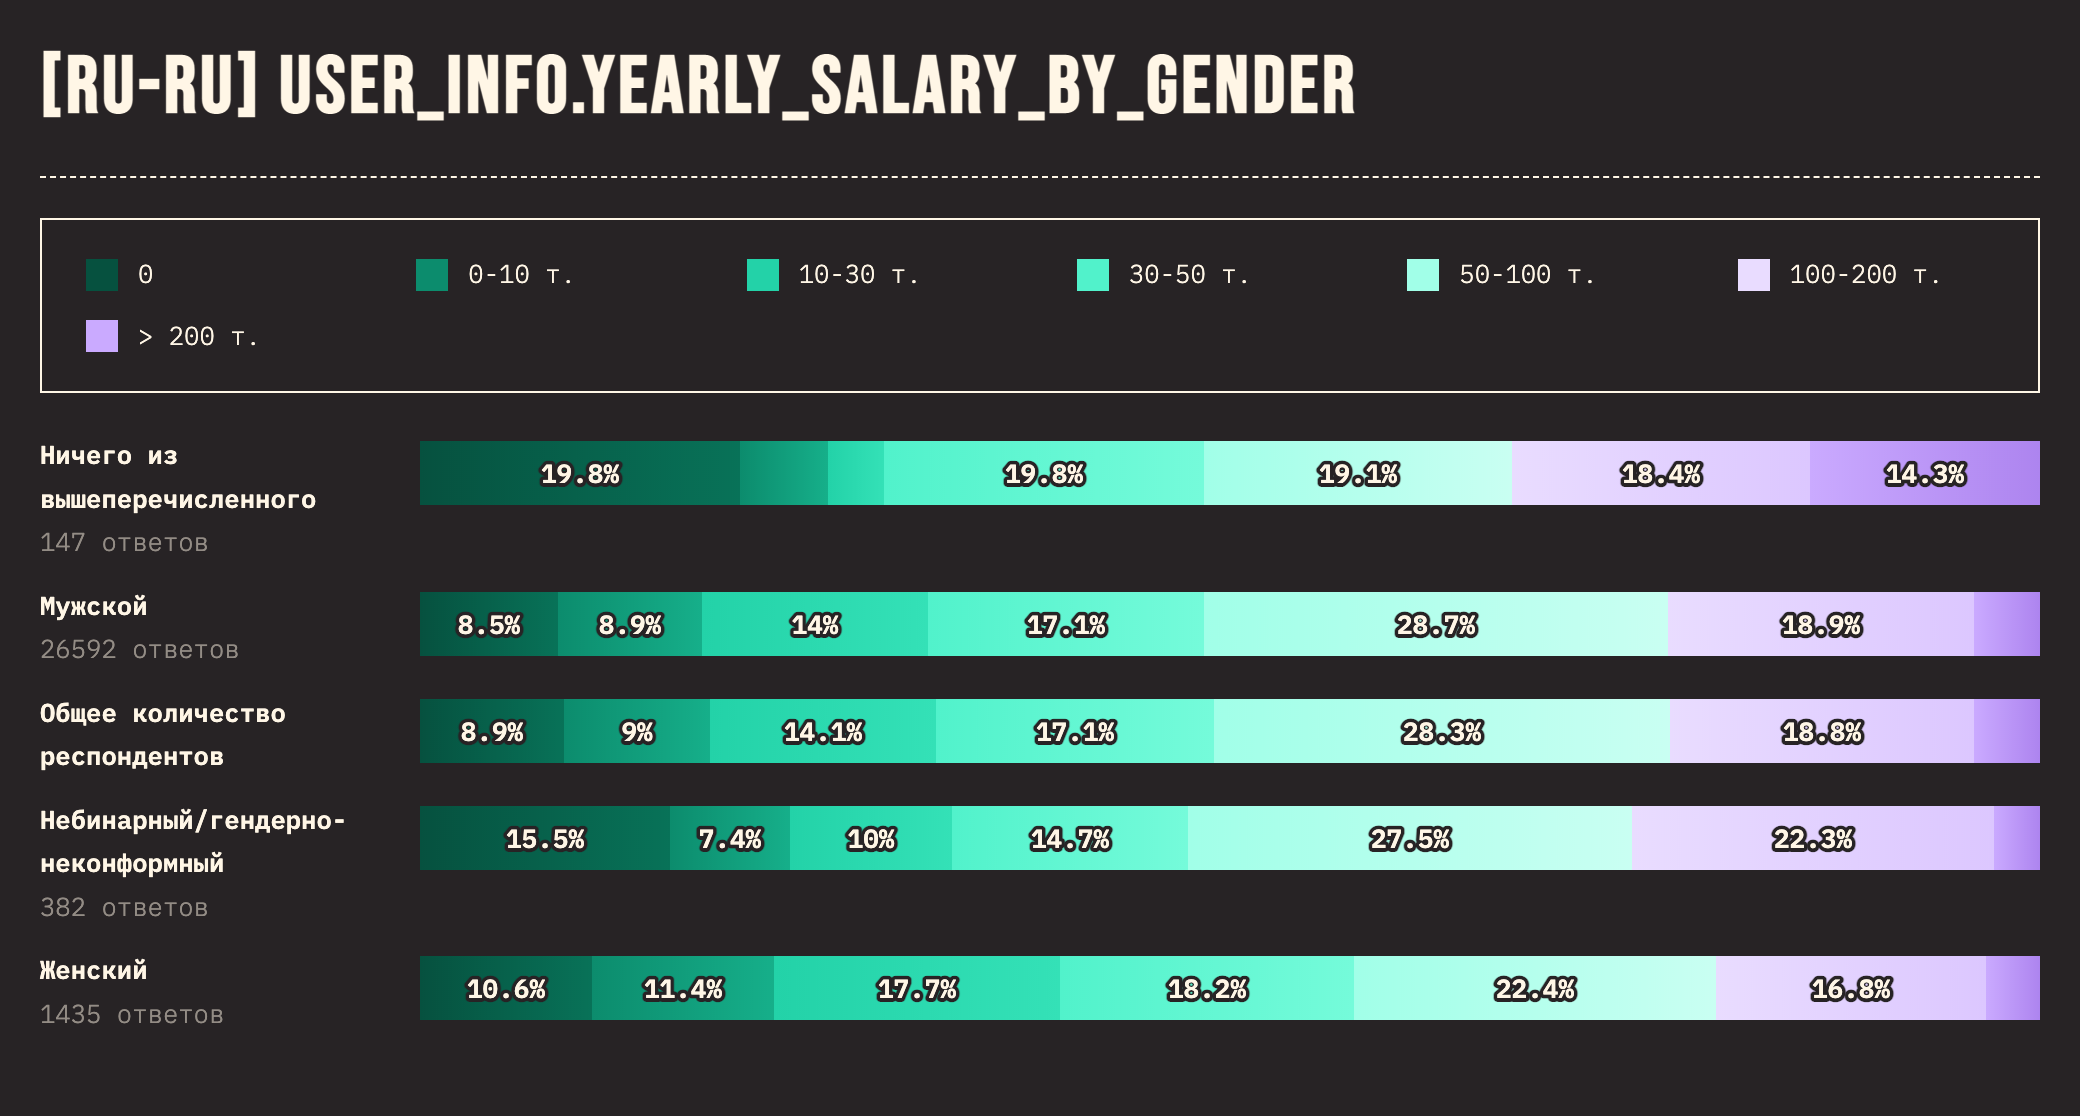 [RU-RU] USER_INFO.YEARLY_SALARY_BY_GENDER
0 0-10 т. 10-30 т. 30-50 т. 50-100 т. 100-200 т.
> 200 т.
Ничего из
вышеперечисленного
147 ответов
19.8% 19.8% 19.1% 18.4% 14.3%
Мужской
26592 ответов
8.5% 8.9% 14% 17.1% 28.7% 18.9%
Общее количество
респондентов
8.9% 9% 14.1% 17.1% 28.3% 18.8%
Небинарный/гендерно-
неконформный
382 ответов
15.5% 7.4% 10% 14.7% 27.5% 22.3%
Женский
1435 ответов
10.6% 11.4% 17.7% 18.2% 22.4% 16.8%